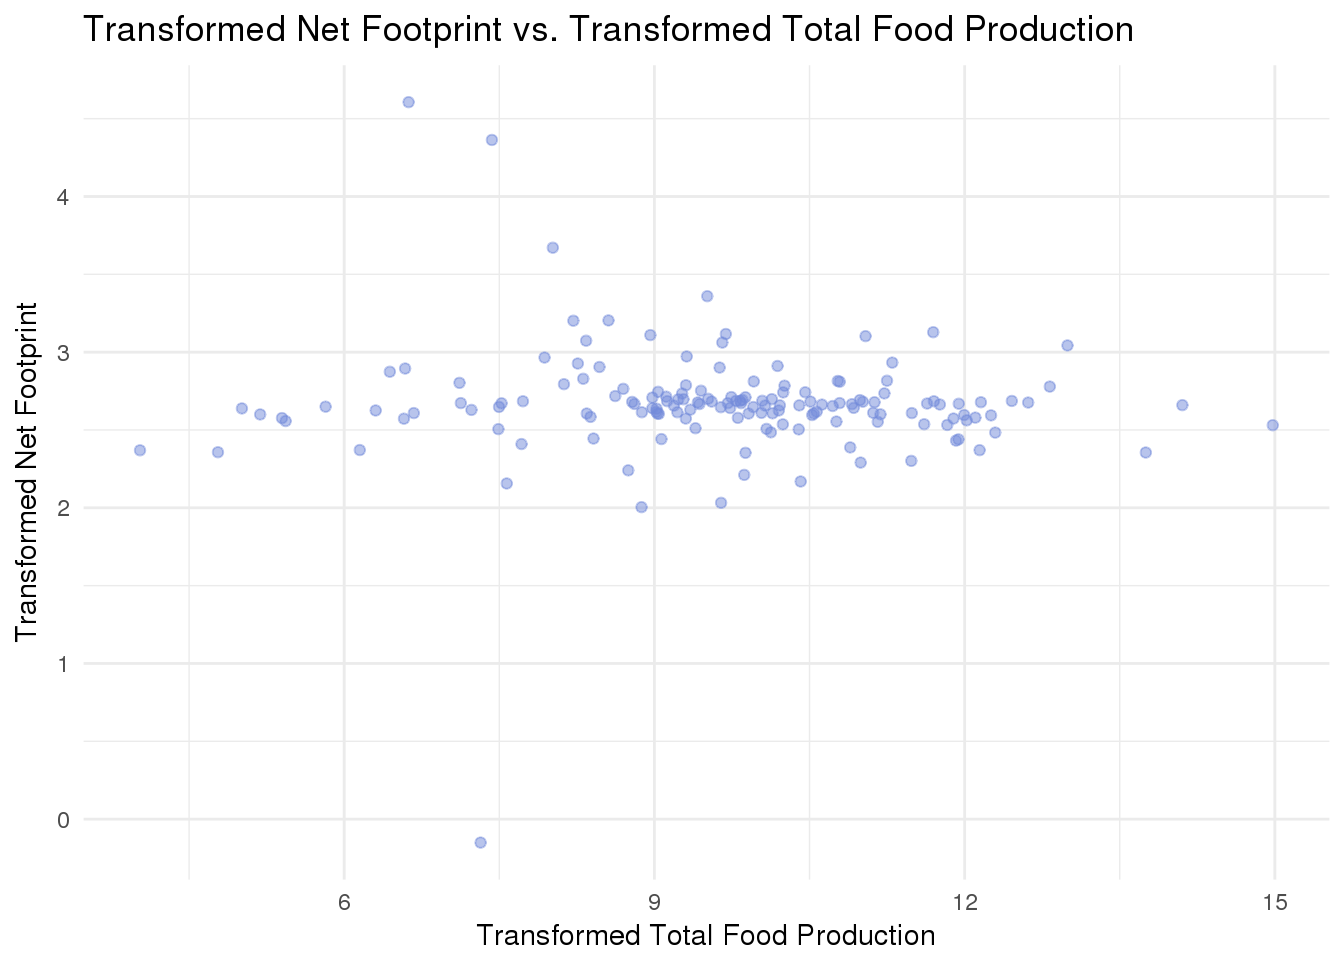 Transformed Net Footprint vs. Transformed Total Food Production
Transformed Net Footprint
4
3
2
1
0
6 9 12 15
Transformed Total Food Production